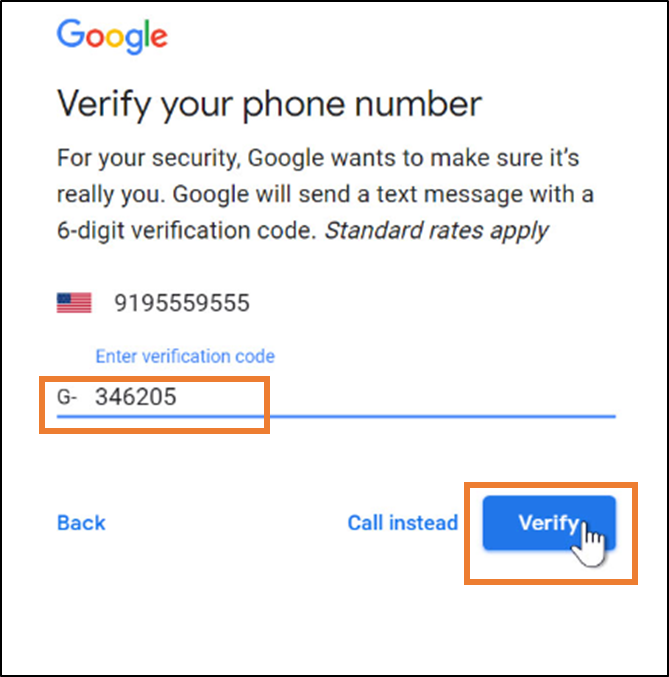 Google
Verify your phone number
For your security, Google wants to make sure it's
really you. Google will send a text message with a
6-digit verification code. Standard rates apply
9195559555
Enter verification code
G- 346205
Back Call instead Verify